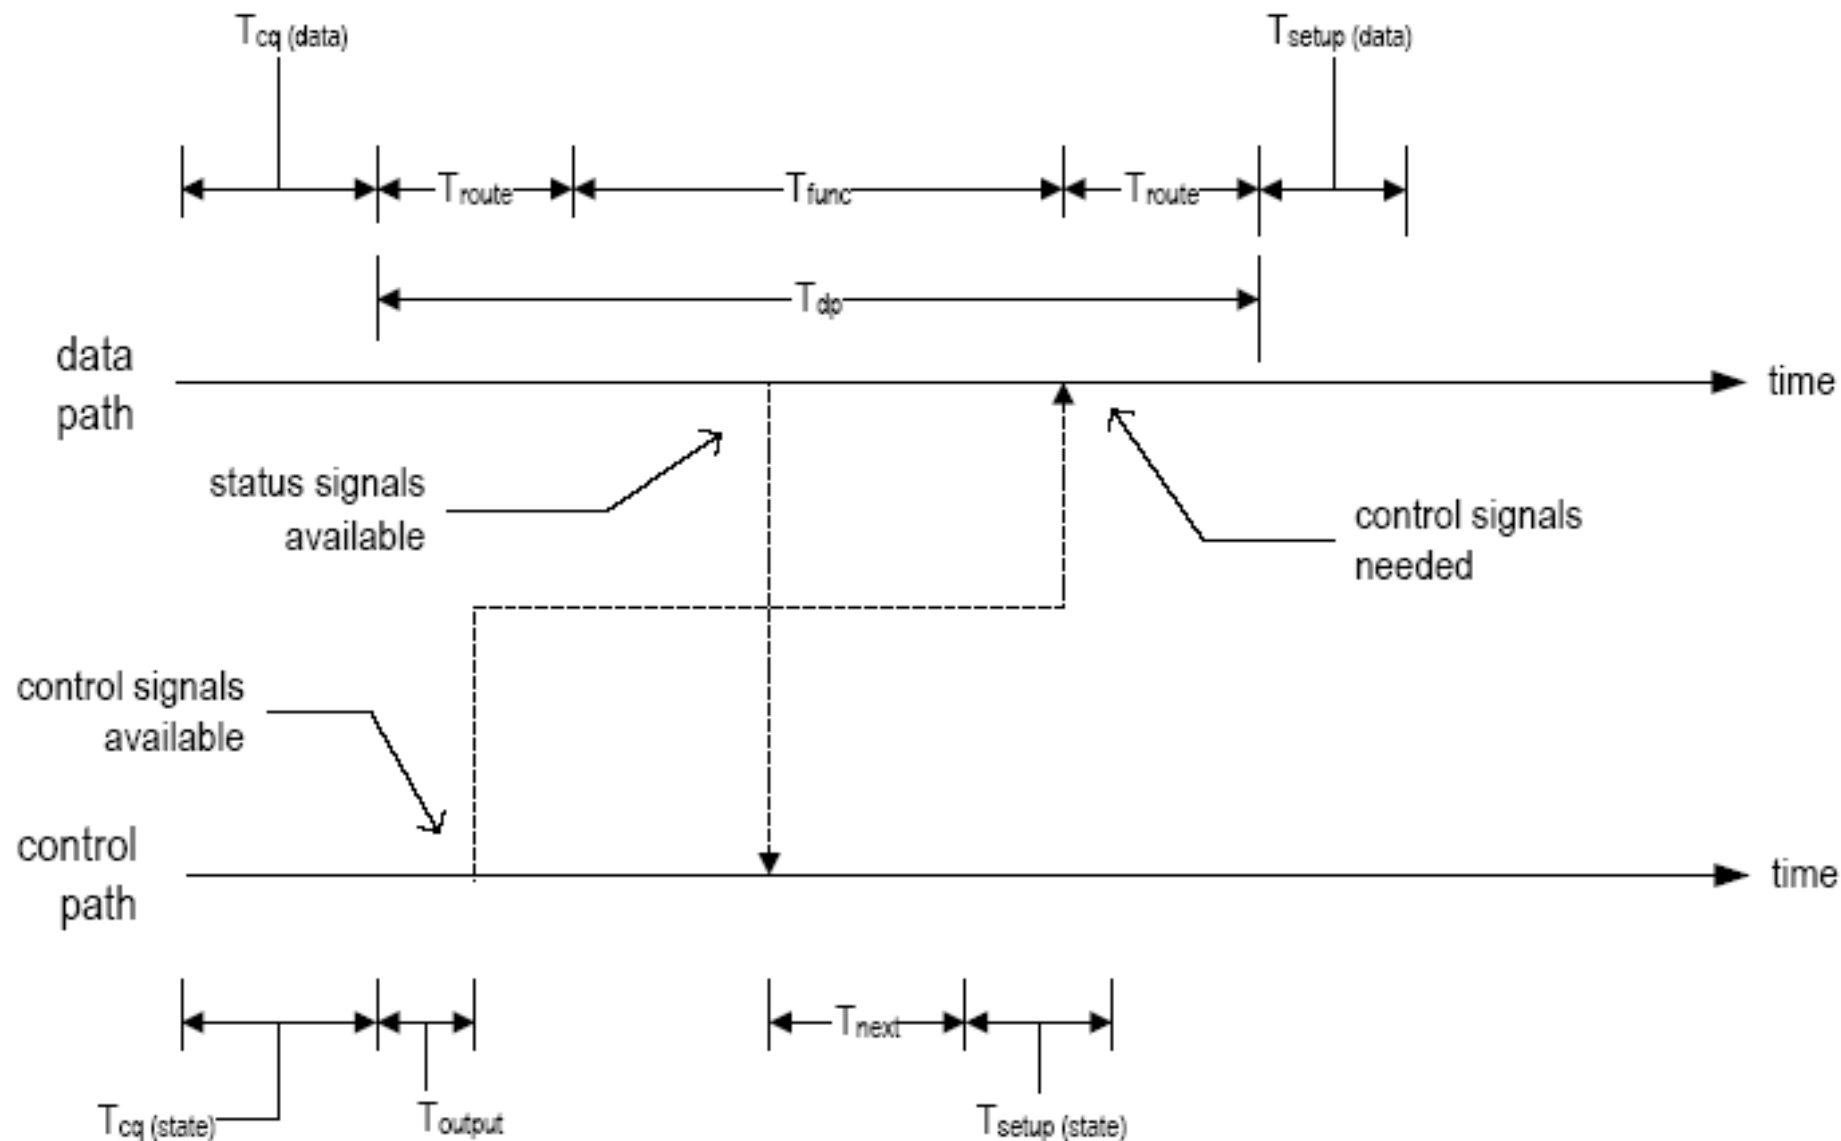 Tcq (data)
Tsetup (data)
Troute
Tfunc
Troute
Tdp
data
path
time
status signals
available
control signals
needed
control signals
available
control
path
time
Tnext
Tcq (state)
Toutput
Tsetup (state)